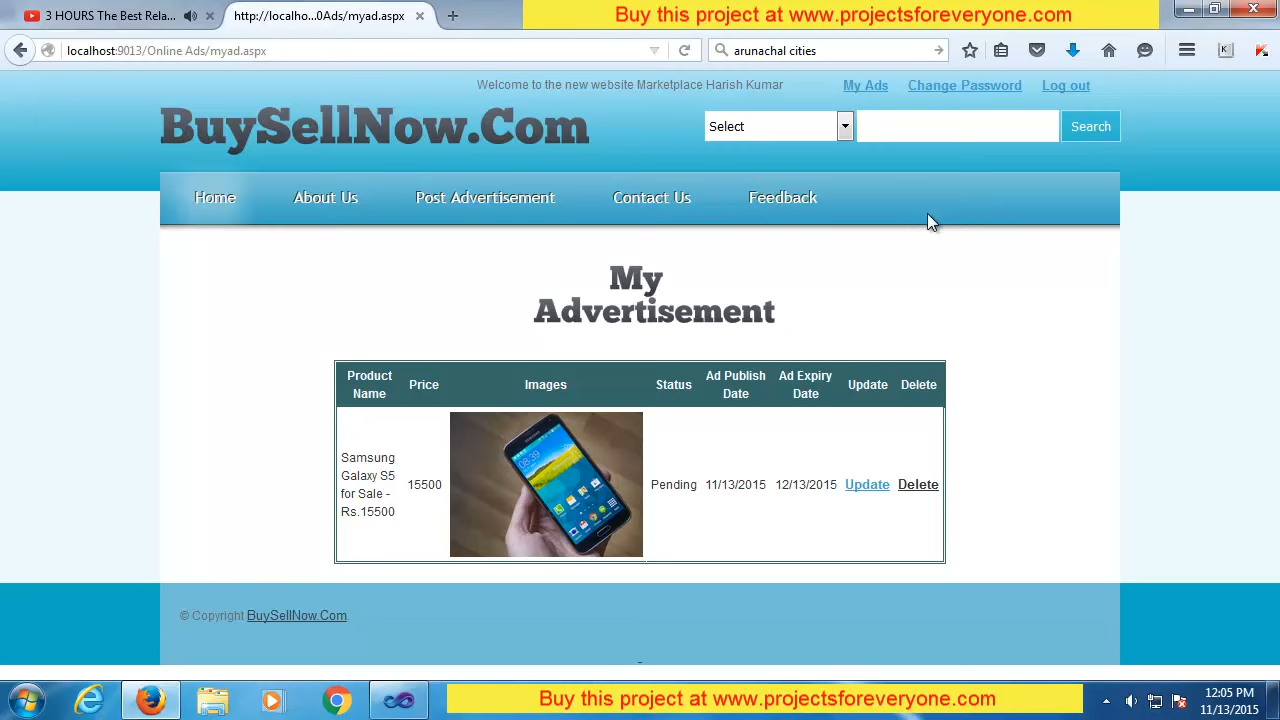 3 HOURS The Best Rela...
http://localho...0Ads/myad.aspx
Buy this project at www.projectsforeveryone.com
localhost:9013/Online Ads/myad.aspx
arunachal cities
Welcome to the new website Marketplace Harish Kumar
My Ads
Change Password
Log out
BuySellNow.Com
Select
Search
Home
About Us
Post Advertisement
Contact Us
Feedback
My
Advertisement
Product Name
Price
Images
Status
Ad Publish Date
Ad Expiry Date
Update
Delete
Samsung
Galaxy S5
for Sale -
Rs.15500
15500
08:39
Pending
11/13/2015
12/13/2015
Update
Delete
© Copyright BuySellNow.Com
Buy this project at www.projectsforeveryone.com
12:05 PM
11/13/2015